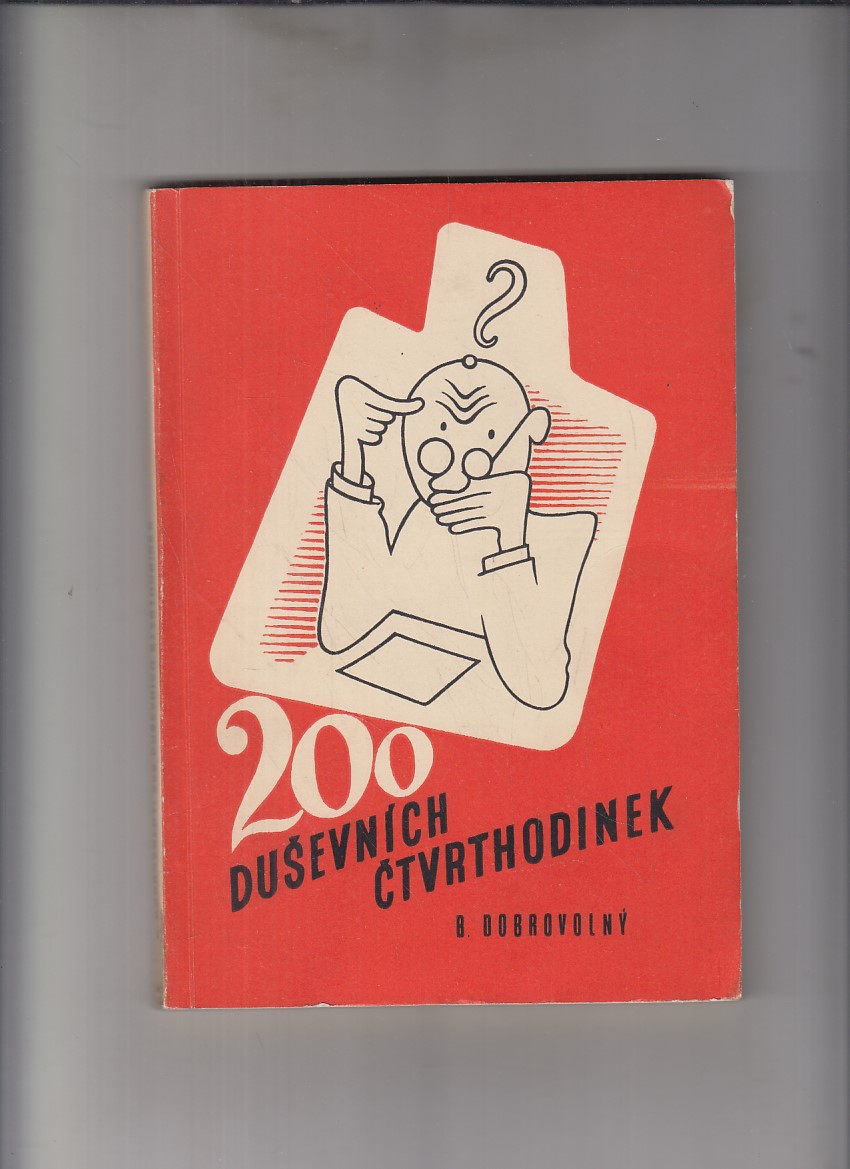 ?
200
DUŠEVNÍCH
ČTVRTHODINEK
B. DOBROVOLNÝ